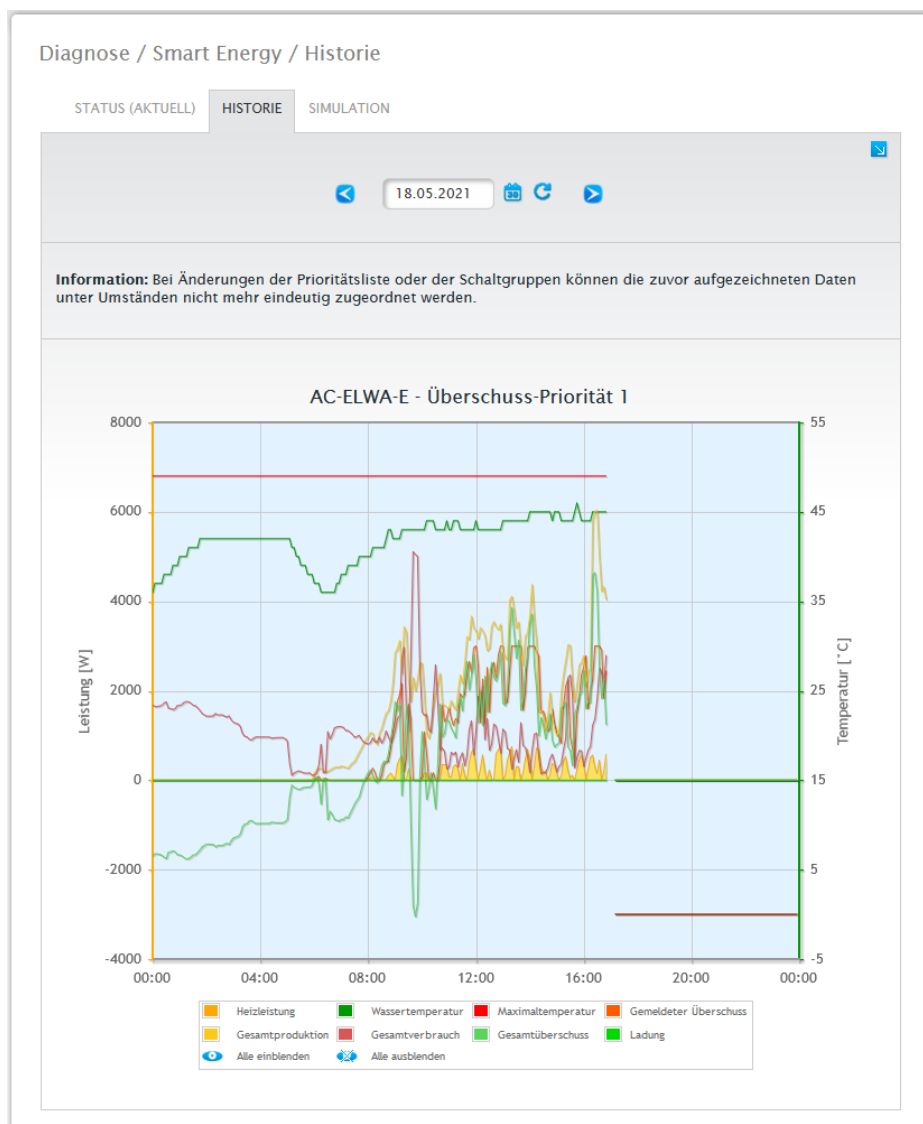 Diagnose / Smart Energy / Historie
STATUS (AKTUELL) HISTORIE SIMULATION
18.05.2021 30
Information: Bei Änderungen der Prioritätsliste oder der Schaltgruppen können die zuvor aufgezeichneten Daten
unter Umständen nicht mehr eindeutig zugeordnet werden.
AC-ELWA-E - Überschuss-Priorität 1
8000 55
6000 45
4000 35
Leistung [W] Temperatur [°C]
2000 25
0 15
-2000 5
-4000 -5
00:00 04:00 08:00 12:00 16:00 20:00 00:00
Heizleistung Wassertemperatur Maximaltemperatur Gemeldeter Überschuss
Gesamtproduktion Gesamtverbrauch Gesamtüberschuss Ladung
Alle einblenden Alle ausblenden